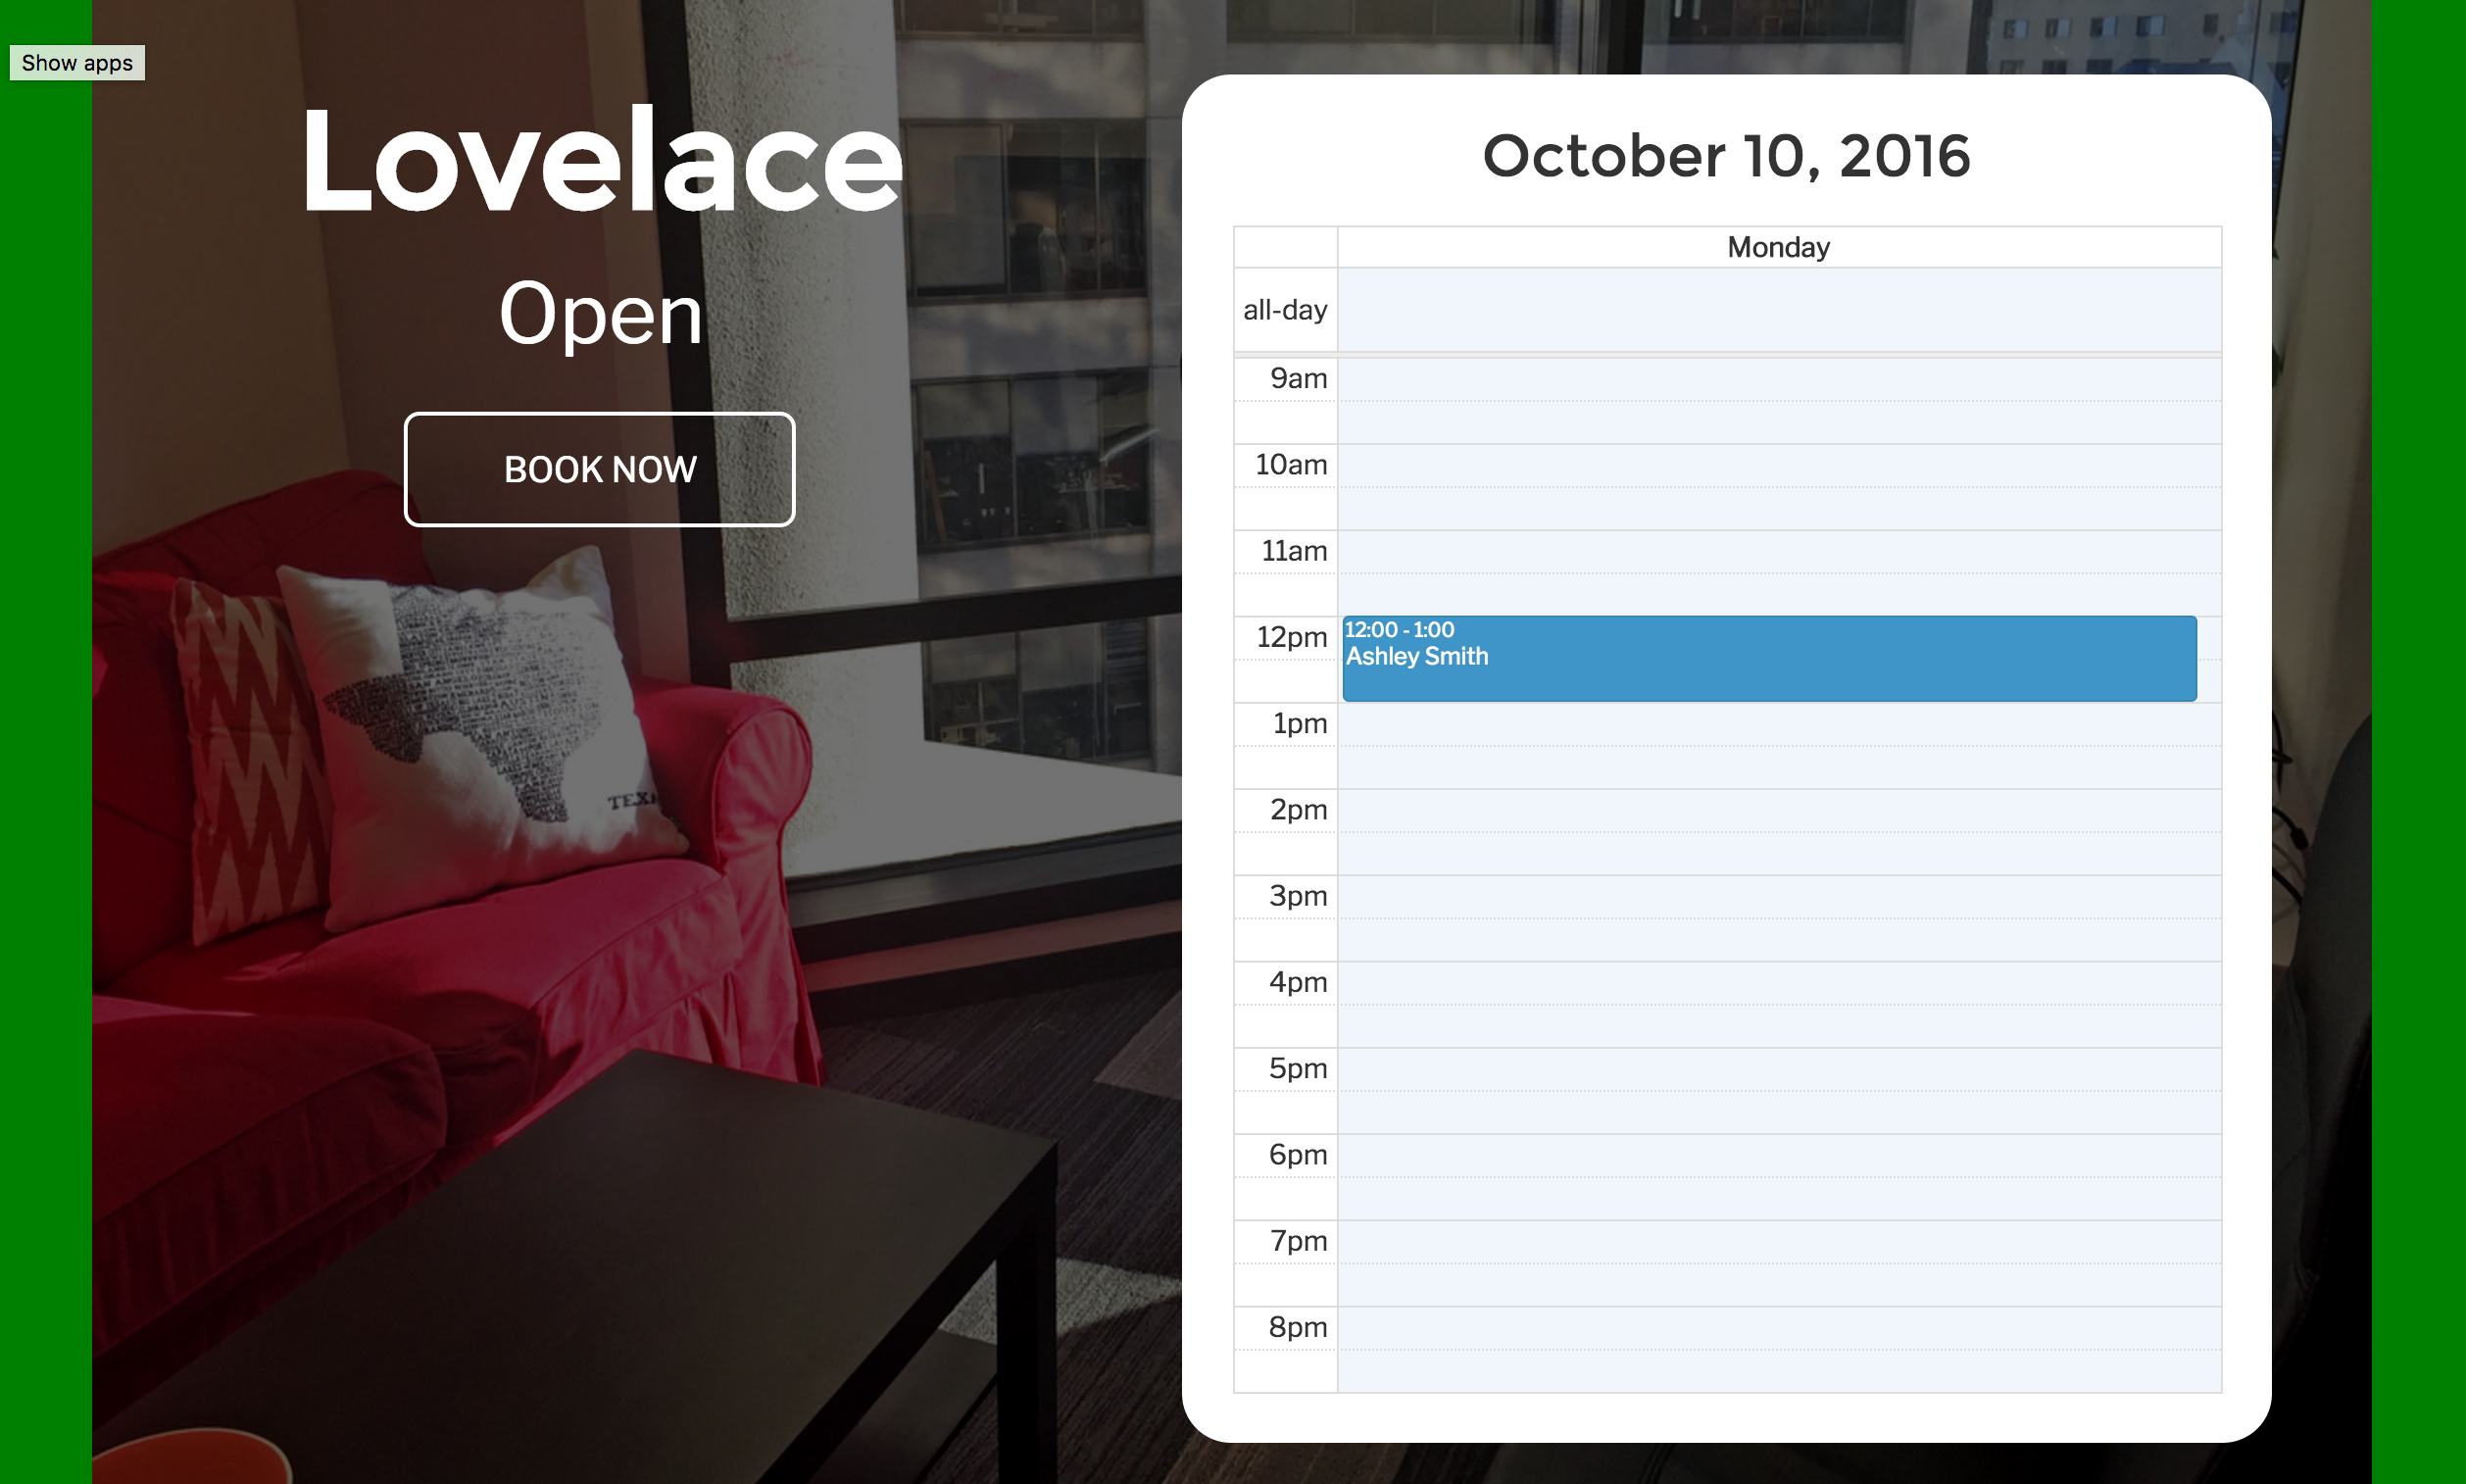 Show apps
Lovelace
Open
BOOK NOW
October 10, 2016
Monday
all-day
9am
10am
11am
12pm
12:00 - 1:00
Ashley Smith
1pm
2pm
3pm
4pm
5pm
6pm
7pm
8pm